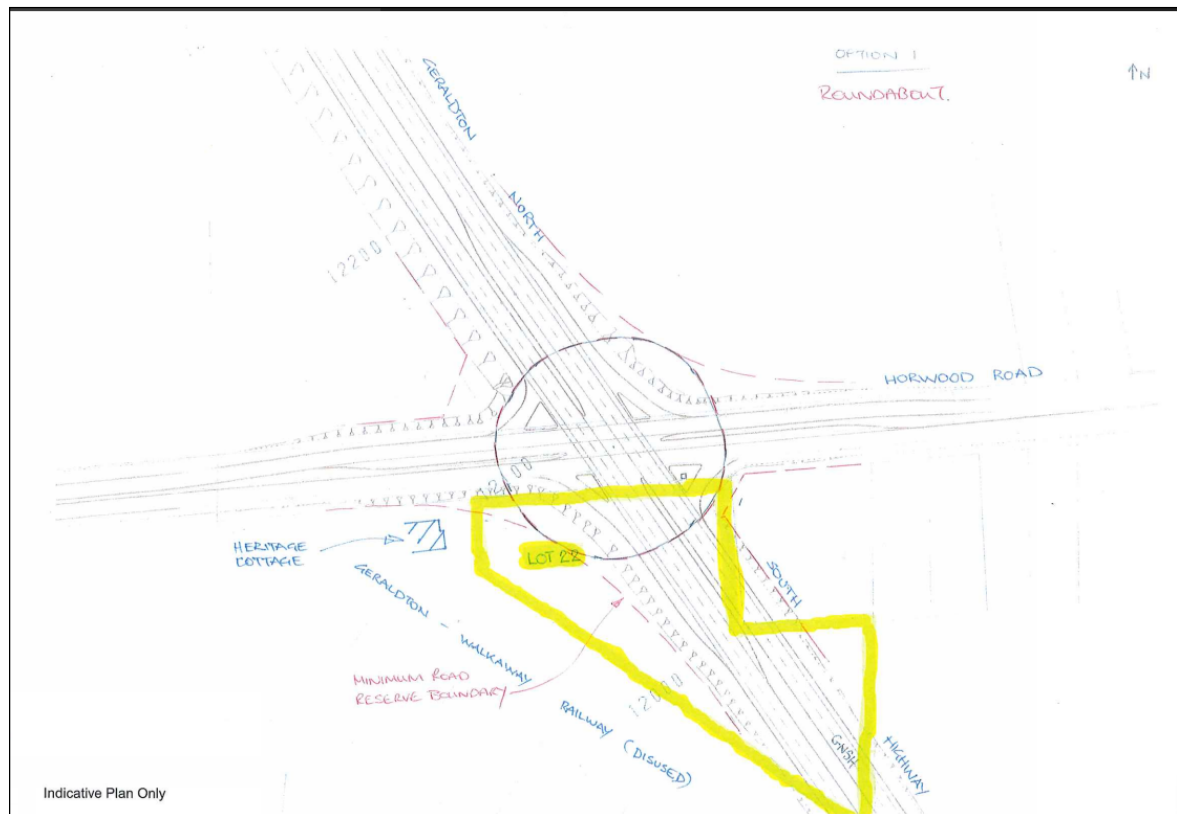 OPTION 1
ROUNDABOUT.
↑N
GERALDTON
NORTH
12200
HORWOOD ROAD
HERITAGE
COTTAGE
LOT 22
GERALDTON - WALKAWAY
RAILWAY (DISUSED)
SOUTH
HIGHWAY
MINIMUM ROAD
RESERVE BOUNDARY
12000
GNSH
Indicative Plan Only